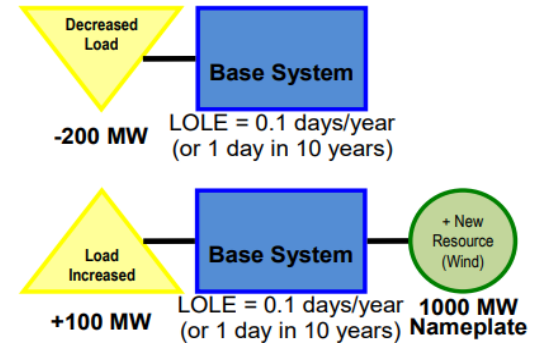 Decreased
Load
Base System
-200 MW
LOLE = 0.1 days/year
(or 1 day in 10 years)
Load
Increased
Base System
+ New
Resource
(Wind)
+100 MW
LOLE = 0.1 days/year
(or 1 day in 10 years)
1000 MW
Nameplate